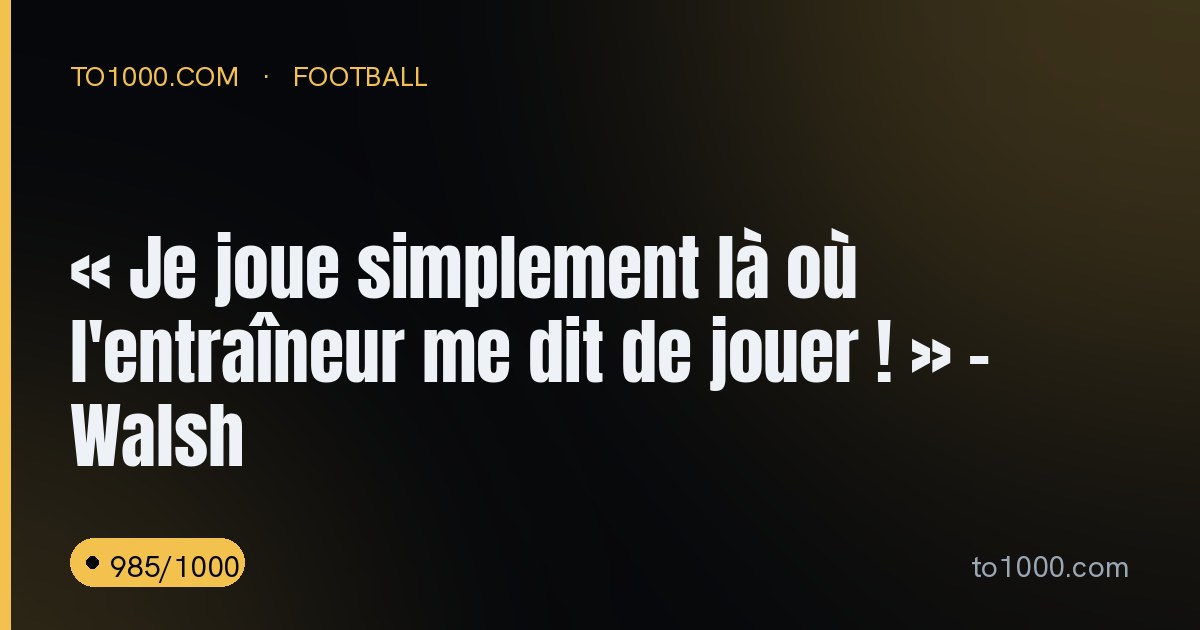 TO1000.COM · FOOTBALL
« Je joue simplement là où
l'entraîneur me dit de jouer ! » -
Walsh
985/1000
to1000.com